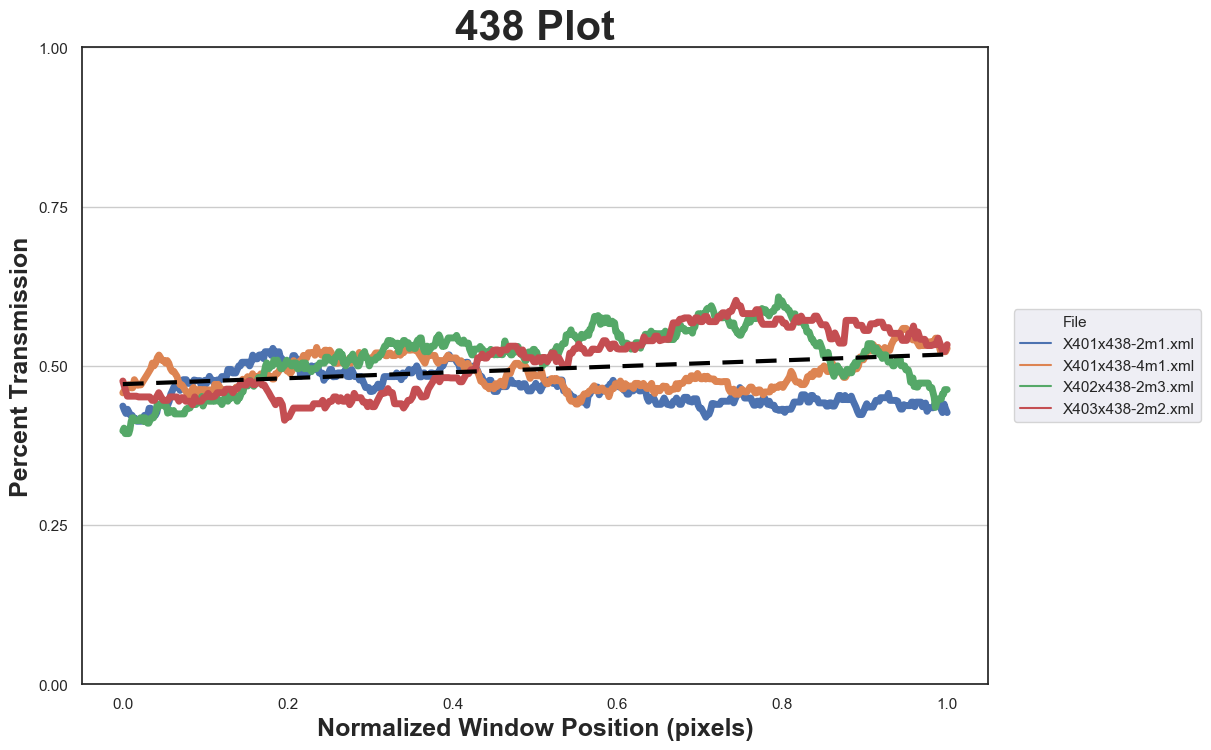 438 Plot
Percent Transmission
1.00
0.75
0.50
0.25
0.00
0.0 0.2 0.4 0.6 0.8 1.0
Normalized Window Position (pixels)
File
X401x438-2m1.xml
X401x438-4m1.xml
X402x438-2m3.xml
X403x438-2m2.xml